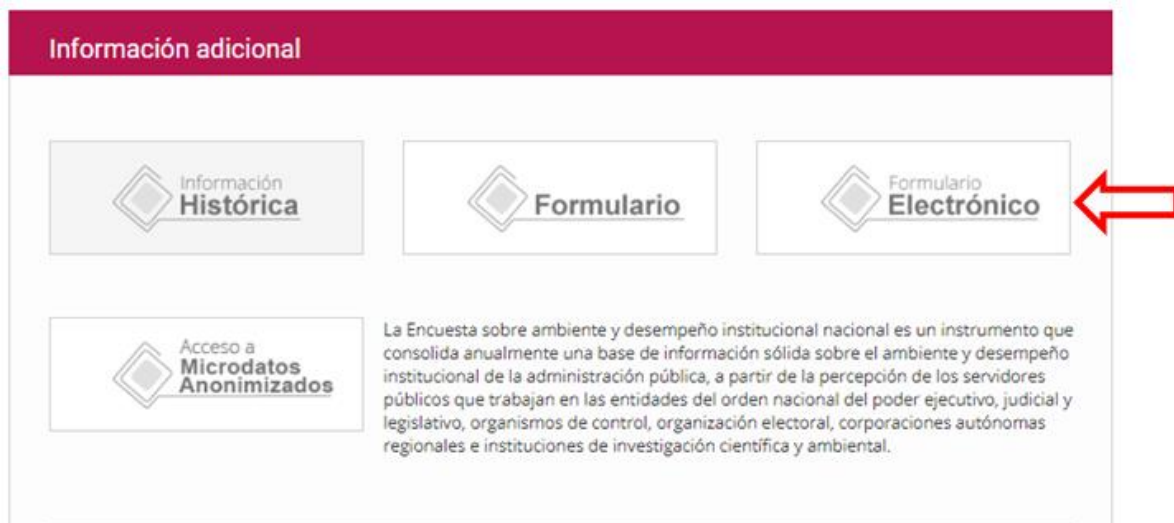 Información adicional
Información
Histórica
Formulario
Formulario
Electrónico
Acceso a
Microdatos
Anonimizados
La Encuesta sobre ambiente y desempeño institucional nacional es un instrumento que
consolida anualmente una base de información sólida sobre el ambiente y desempeño
institucional de la administración pública, a partir de la percepción de los servidores
públicos que trabajan en las entidades del orden nacional del poder ejecutivo, judicial y
legislativo, organismos de control, organización electoral, corporaciones autónomas
regionales e instituciones de investigación científica y ambiental.